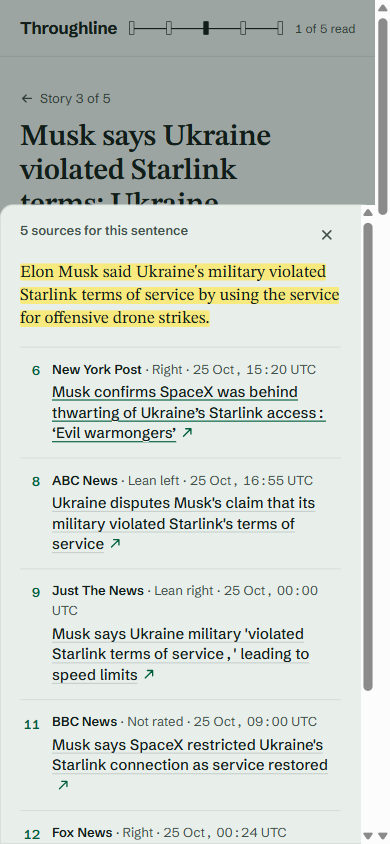 Throughline
1 of 5 read
← Story 3 of 5
Musk says Ukraine
violated Starlink
terms; Ukraine
5 sources for this sentence
Elon Musk said Ukraine's military violated
Starlink terms of service by using the service
for offensive drone strikes.
6 New York Post · Right · 25 Oct, 15:20 UTC
Musk confirms SpaceX was behind
thwarting of Ukraine’s Starlink access:
‘Evil warmongers’ ↗
8 ABC News · Lean left · 25 Oct, 16:55 UTC
Ukraine disputes Musk's claim that its
military violated Starlink's terms of
service ↗
9 Just The News · Lean right · 25 Oct, 00:00
UTC
Musk says Ukraine military 'violated
Starlink terms of service,' leading to
speed limits ↗
11 BBC News · Not rated · 25 Oct, 09:00 UTC
Musk says SpaceX restricted Ukraine's
Starlink connection as service restored
↗
12 Fox News · Right · 25 Oct, 00:24 UTC